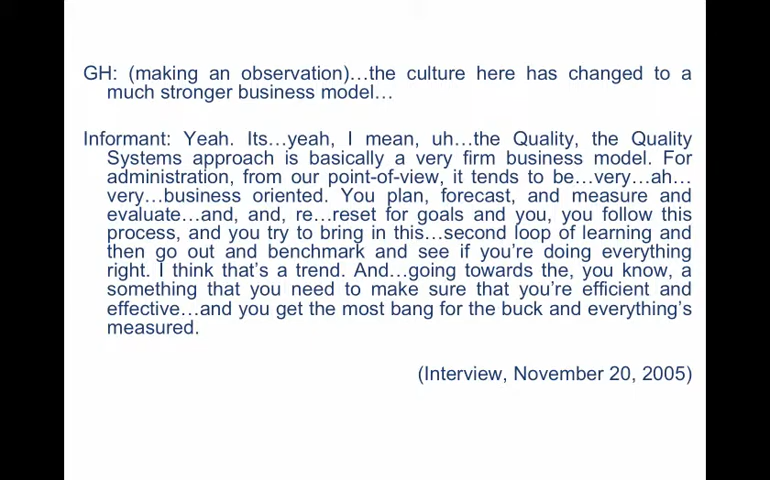 GH: (making an observation)…the culture here has changed to a
much stronger business model…
Informant: Yeah. Its…yeah, I mean, uh…the Quality, the Quality
Systems approach is basically a very firm business model. For
administration, from our point-of-view, it tends to be…very…ah…
very…business oriented. You plan, forecast, and measure and
evaluate…and, and, re…reset for goals and you, you follow this
process, and you try to bring in this…second loop of learning and
then go out and benchmark and see if you're doing everything
right. I think that's a trend. And…going towards the, you know, a
something that you need to make sure that you're efficient and
effective…and you get the most bang for the buck and everything's
measured.
(Interview, November 20, 2005)